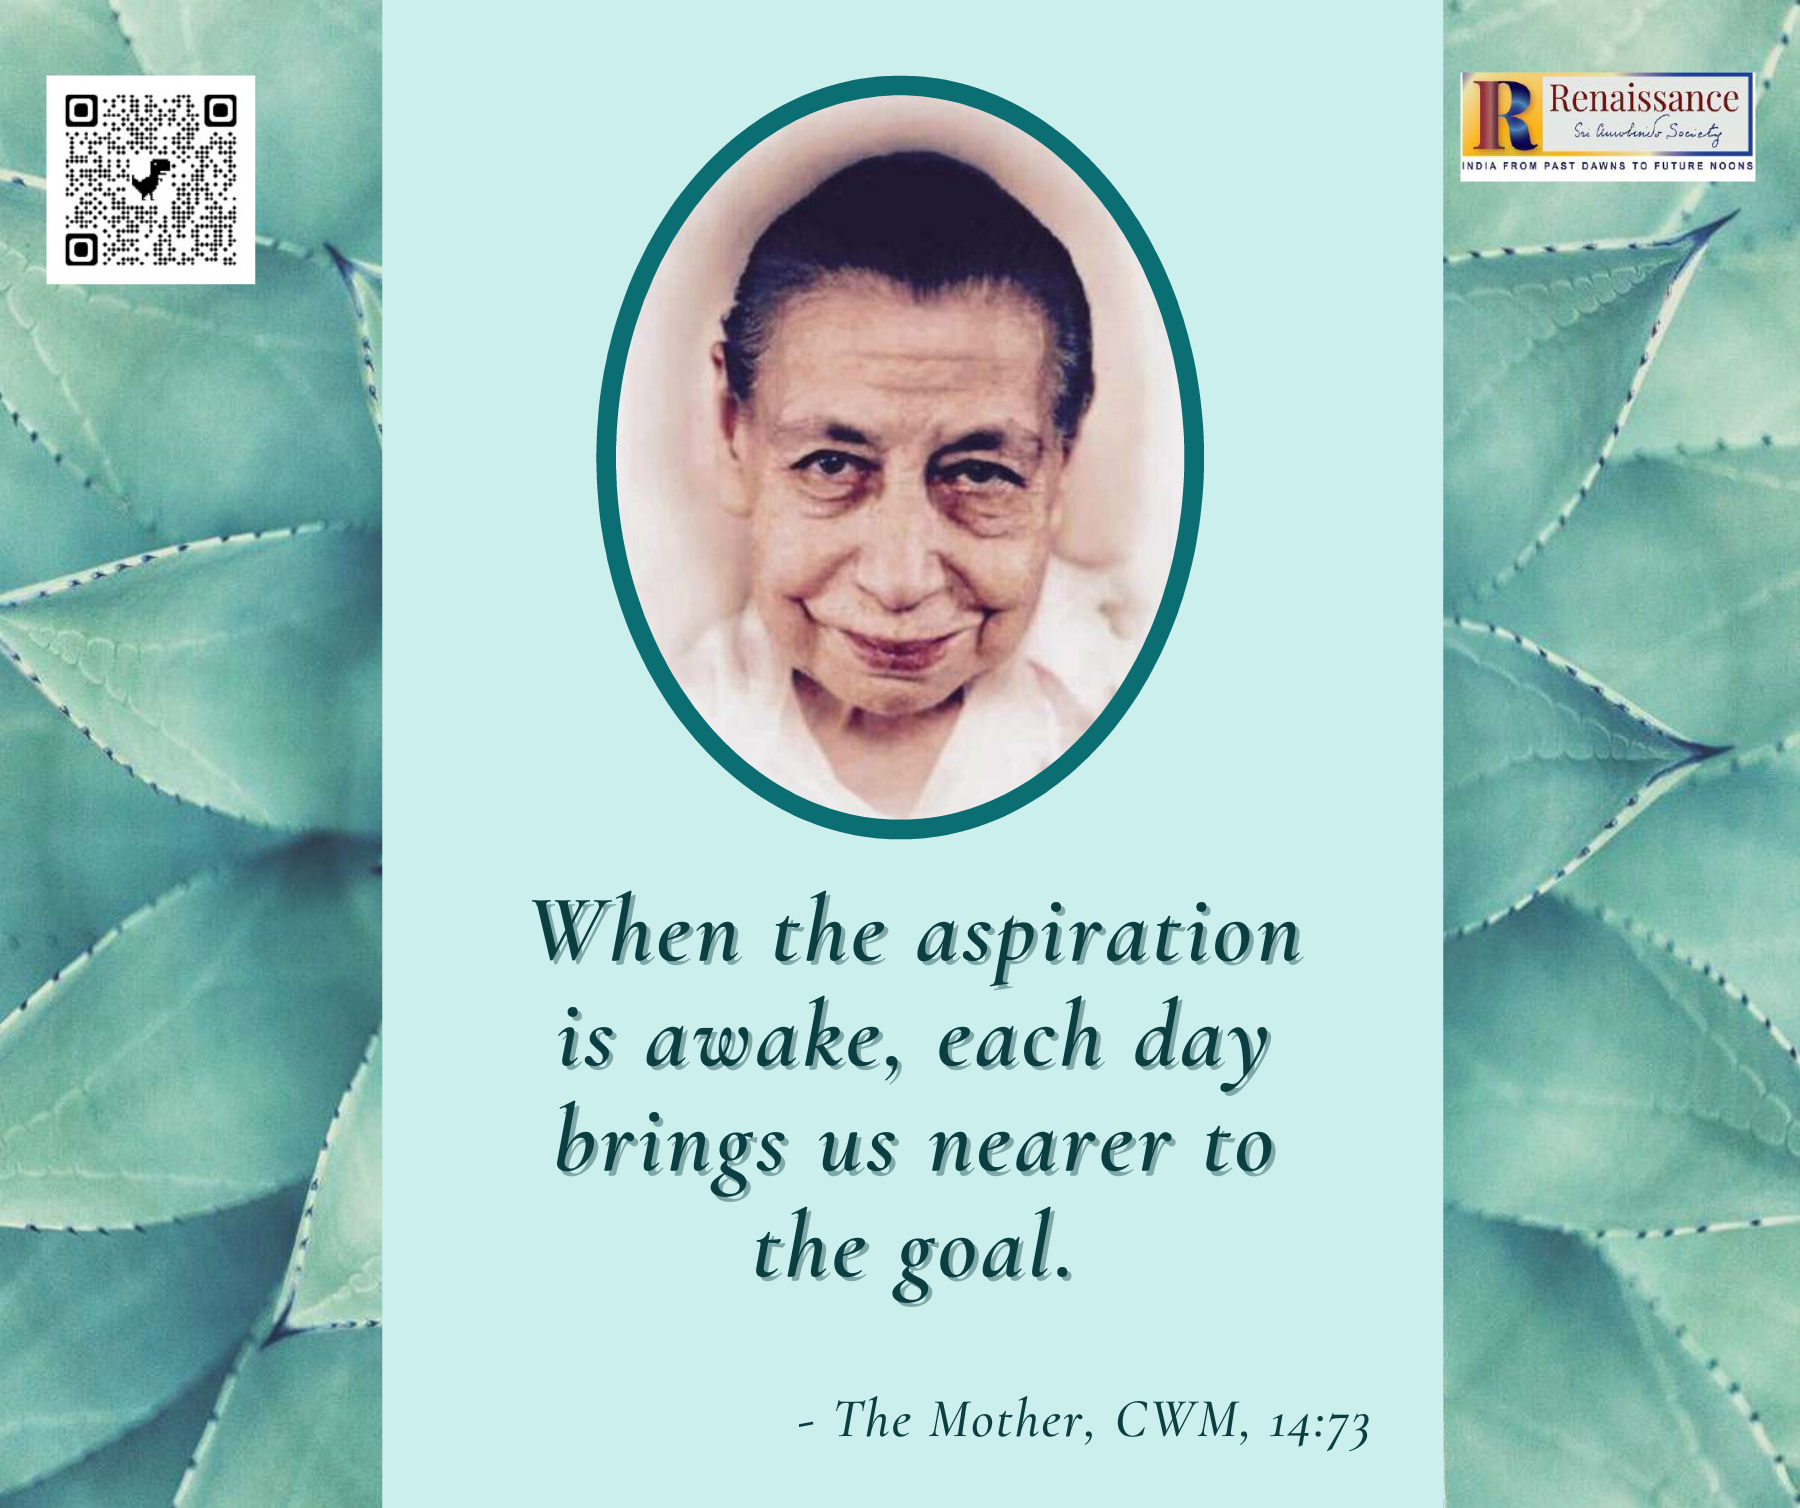 R Renaissance
Sri Aurobindo Society
INDIA FROM PAST DAWNS TO FUTURE NOONS
When the aspiration
is awake, each day
brings us nearer to
the goal.
- The Mother, CWM, 14:73